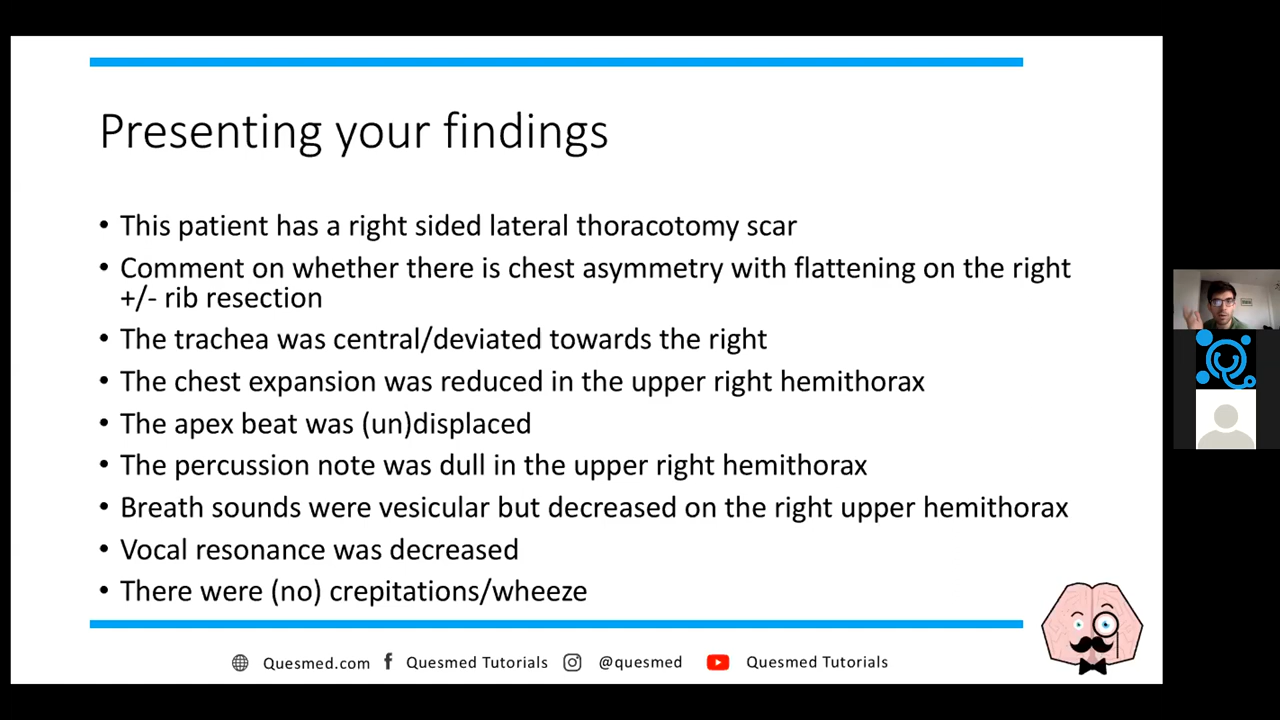 Presenting your findings
• This patient has a right sided lateral thoracotomy scar
• Comment on whether there is chest asymmetry with flattening on the right
+/- rib resection
• The trachea was central/deviated towards the right
• The chest expansion was reduced in the upper right hemithorax
• The apex beat was (un)displaced
• The percussion note was dull in the upper right hemithorax
• Breath sounds were vesicular but decreased on the right upper hemithorax
• Vocal resonance was decreased
• There were (no) crepitations/wheeze
Quesmed.com Quesmed Tutorials @quesmed Quesmed Tutorials